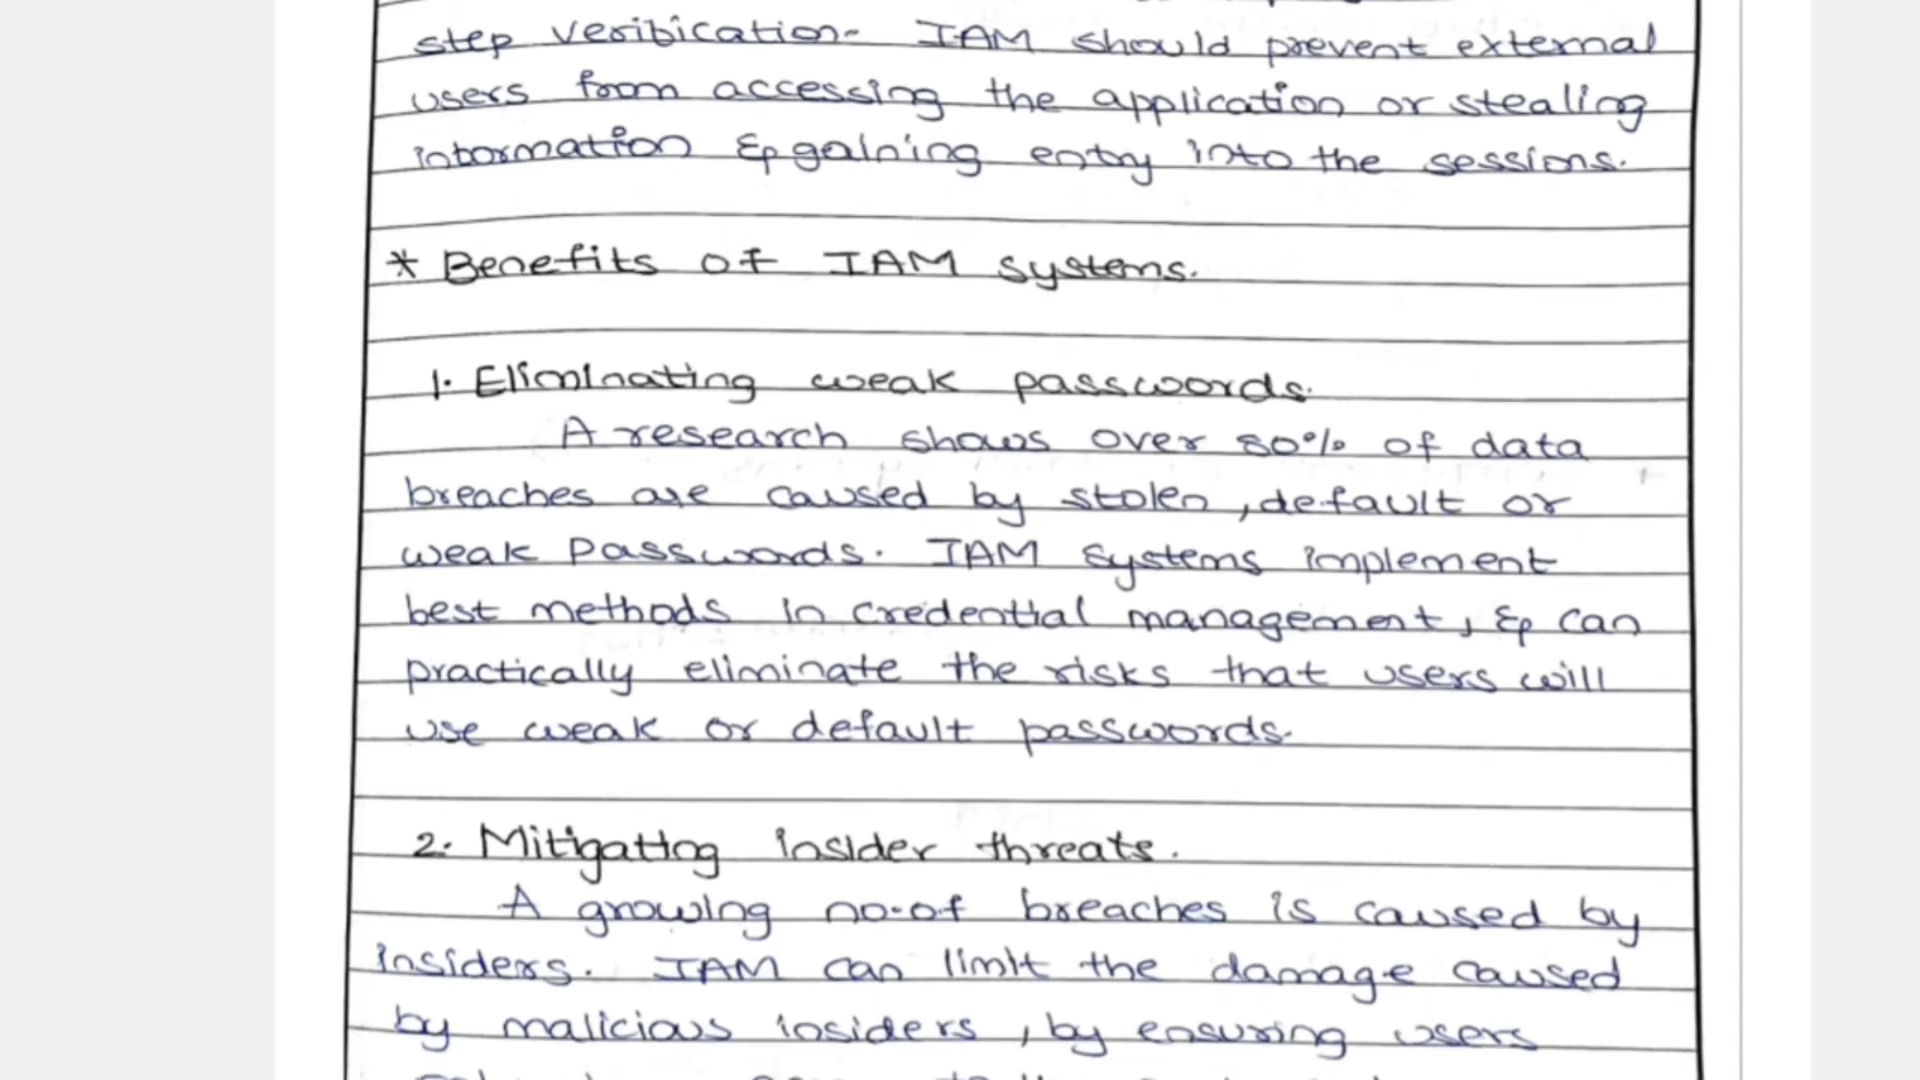 step verification. IAM should prevent external
users from accessing the application or stealing
information & gaining entry into the sessions.
* Benefits of IAM systems.
1. Eliminating weak passwords.
A research shows over 80% of data
breaches are caused by stolen, default or
weak passwords. IAM systems implement
best methods in credential management, & can
practically eliminate the risks that users will
use weak or default passwords.
2. Mitigating insider threats.
A growing no. of breaches is caused by
insiders. IAM can limit the damage caused
by malicious insiders, by ensuring users